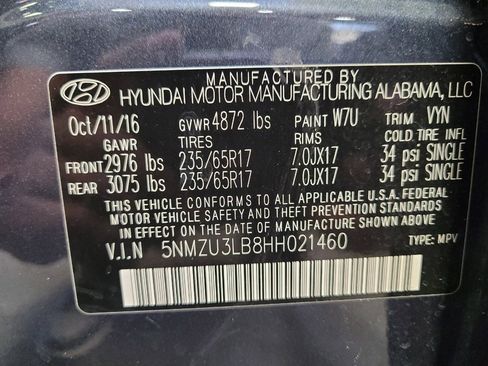 MANUFACTURED BY
HYUNDAI MOTOR MANUFACTURING ALABAMA, LLC
Oct/11/16 GVWR 4872 lbs PAINT W7U TRIM VYN
GAWR TIRES RIMS COLD TIRE INFL.
FRONT 2976 lbs 235/65R17 7.0JX17 34 psi SINGLE
REAR 3075 lbs 235/65R17 7.0JX17 34 psi SINGLE
THIS VEHICLE CONFORMS TO ALL APPLICABLE U.S.A. FEDERAL
MOTOR VEHICLE SAFETY AND THEFT PREVENTION STANDARDS
IN EFFECT ON THE DATE OF MANUFACTURE SHOWN ABOVE.
V.I.N 5NMZU3LB8HH021460 TYPE: MPV